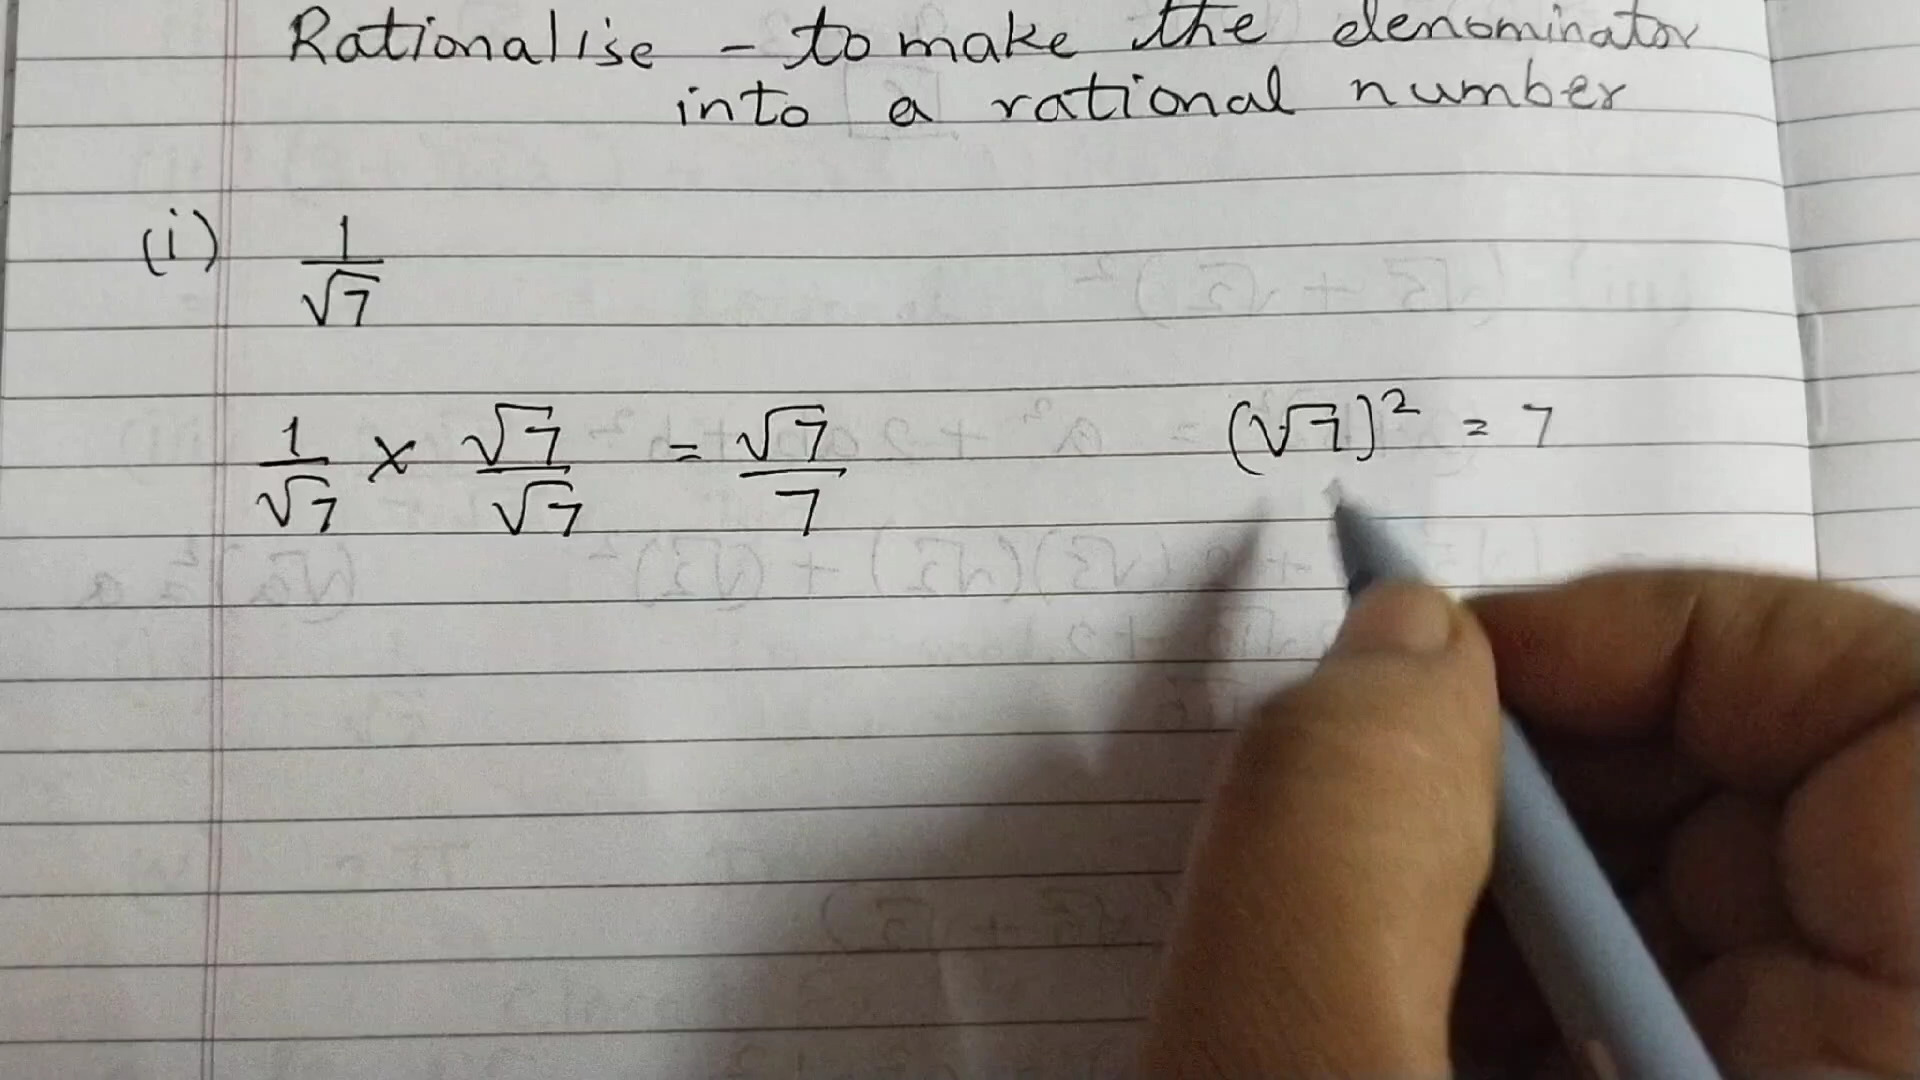 Rationalise - to make the denominator
into a rational number
(i) 1/√7
1/√7 × √7/√7 = √7/7 (√7)² = 7